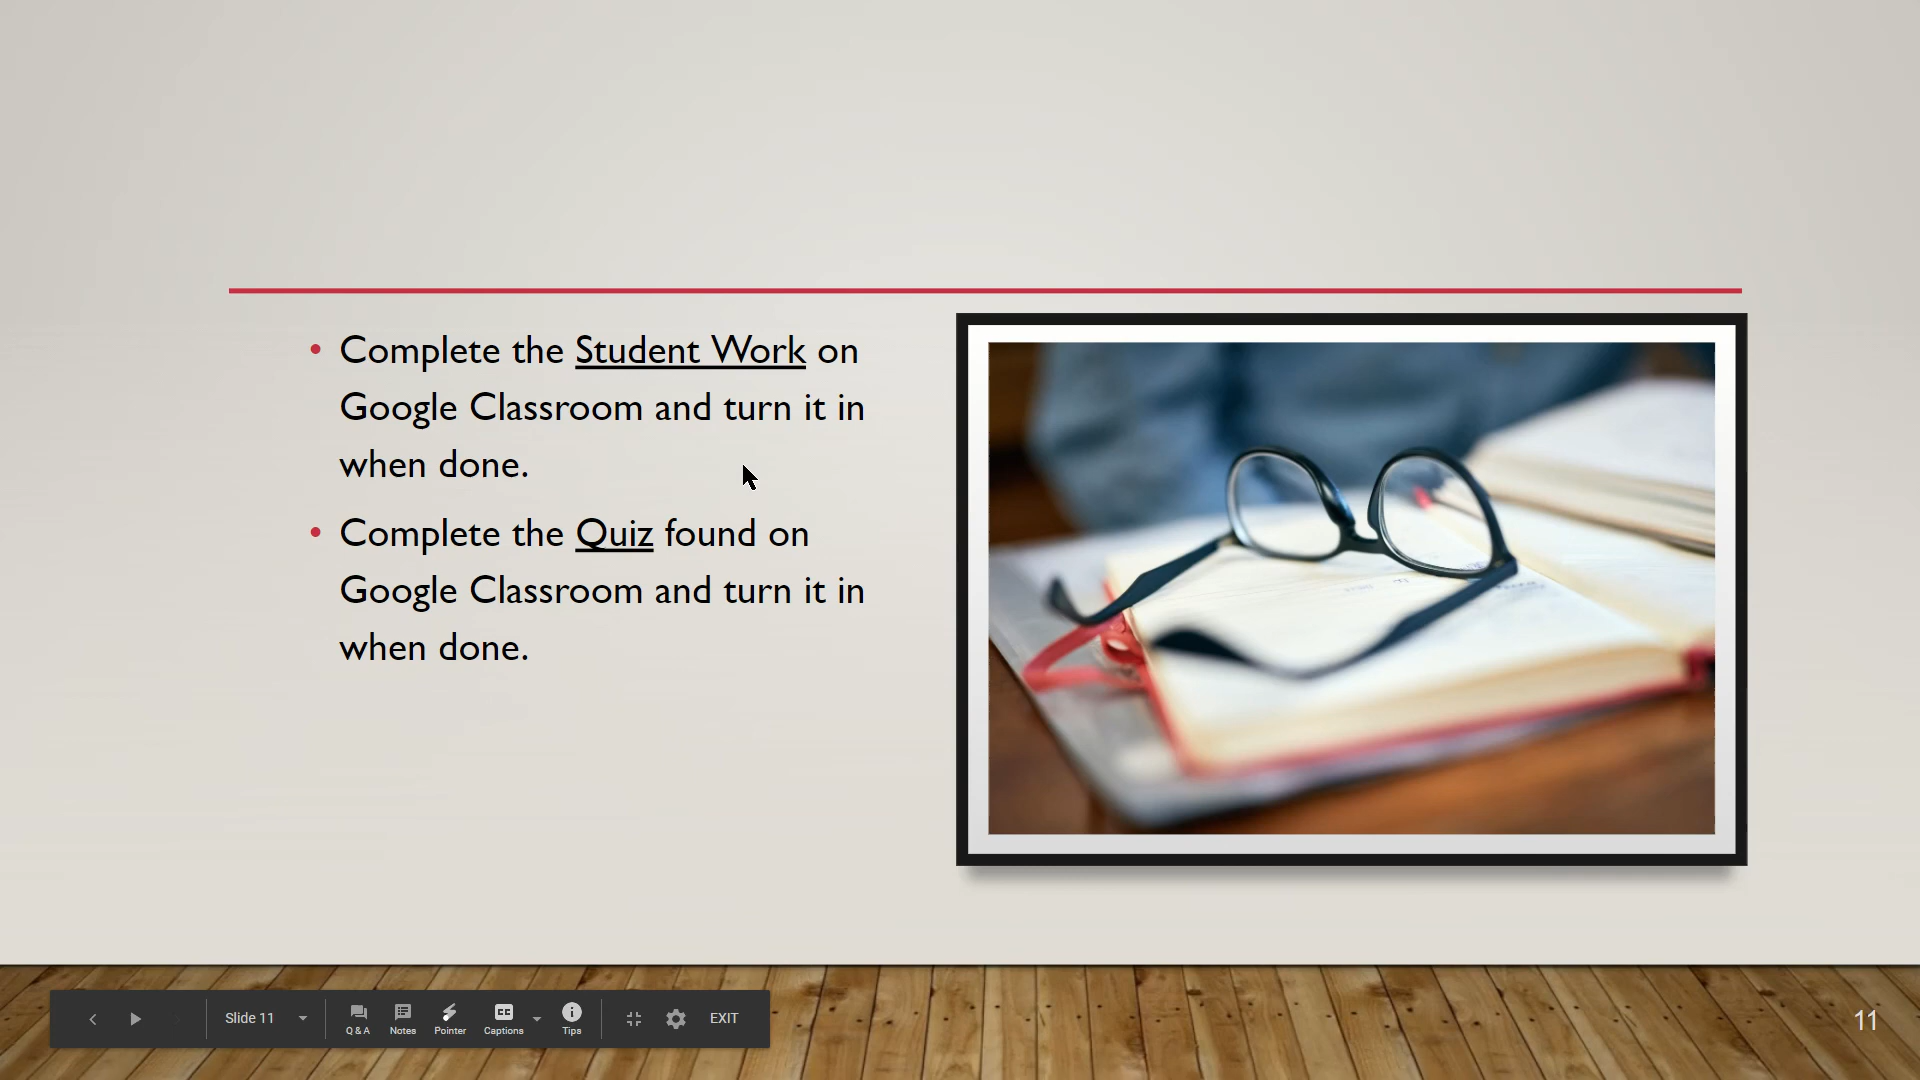 • Complete the Student Work on
Google Classroom and turn it in
when done.
• Complete the Quiz found on
Google Classroom and turn it in
when done.
Slide 11
Q & A
Notes
Pointer
CC
Captions
Tips
EXIT
11